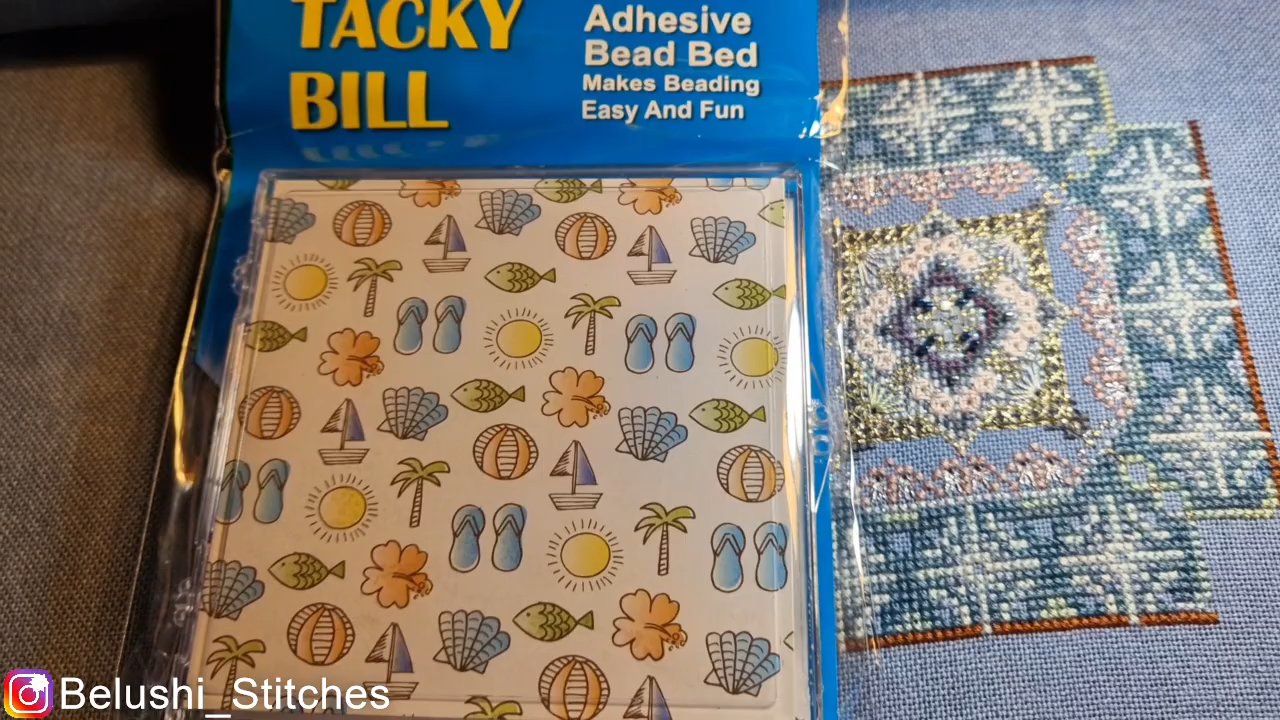 TACKY
BILL
Adhesive
Bead Bed
Makes Beading
Easy And Fun
Belushi_Stitches